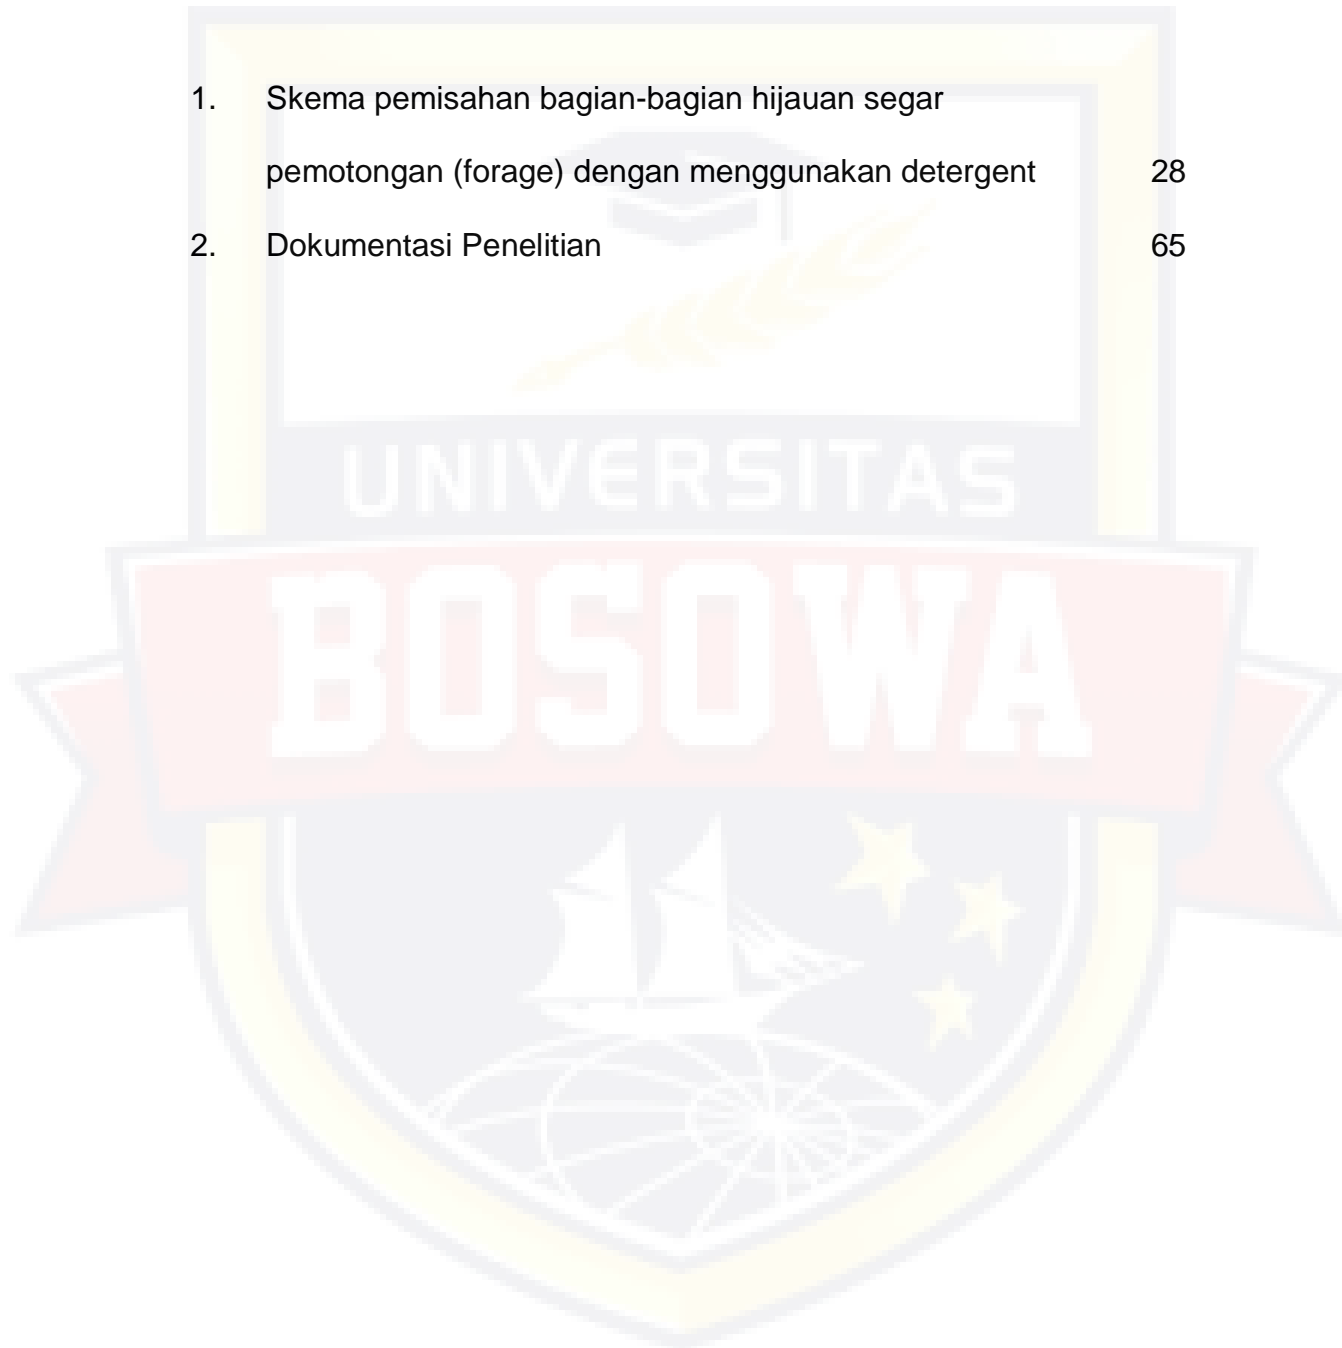 1. Skema pemisahan bagian-bagian hijauan segar
pemotongan (forage) dengan menggunakan detergent 28
2. Dokumentasi Penelitian 65
UNIVERSITAS
BOSOWA